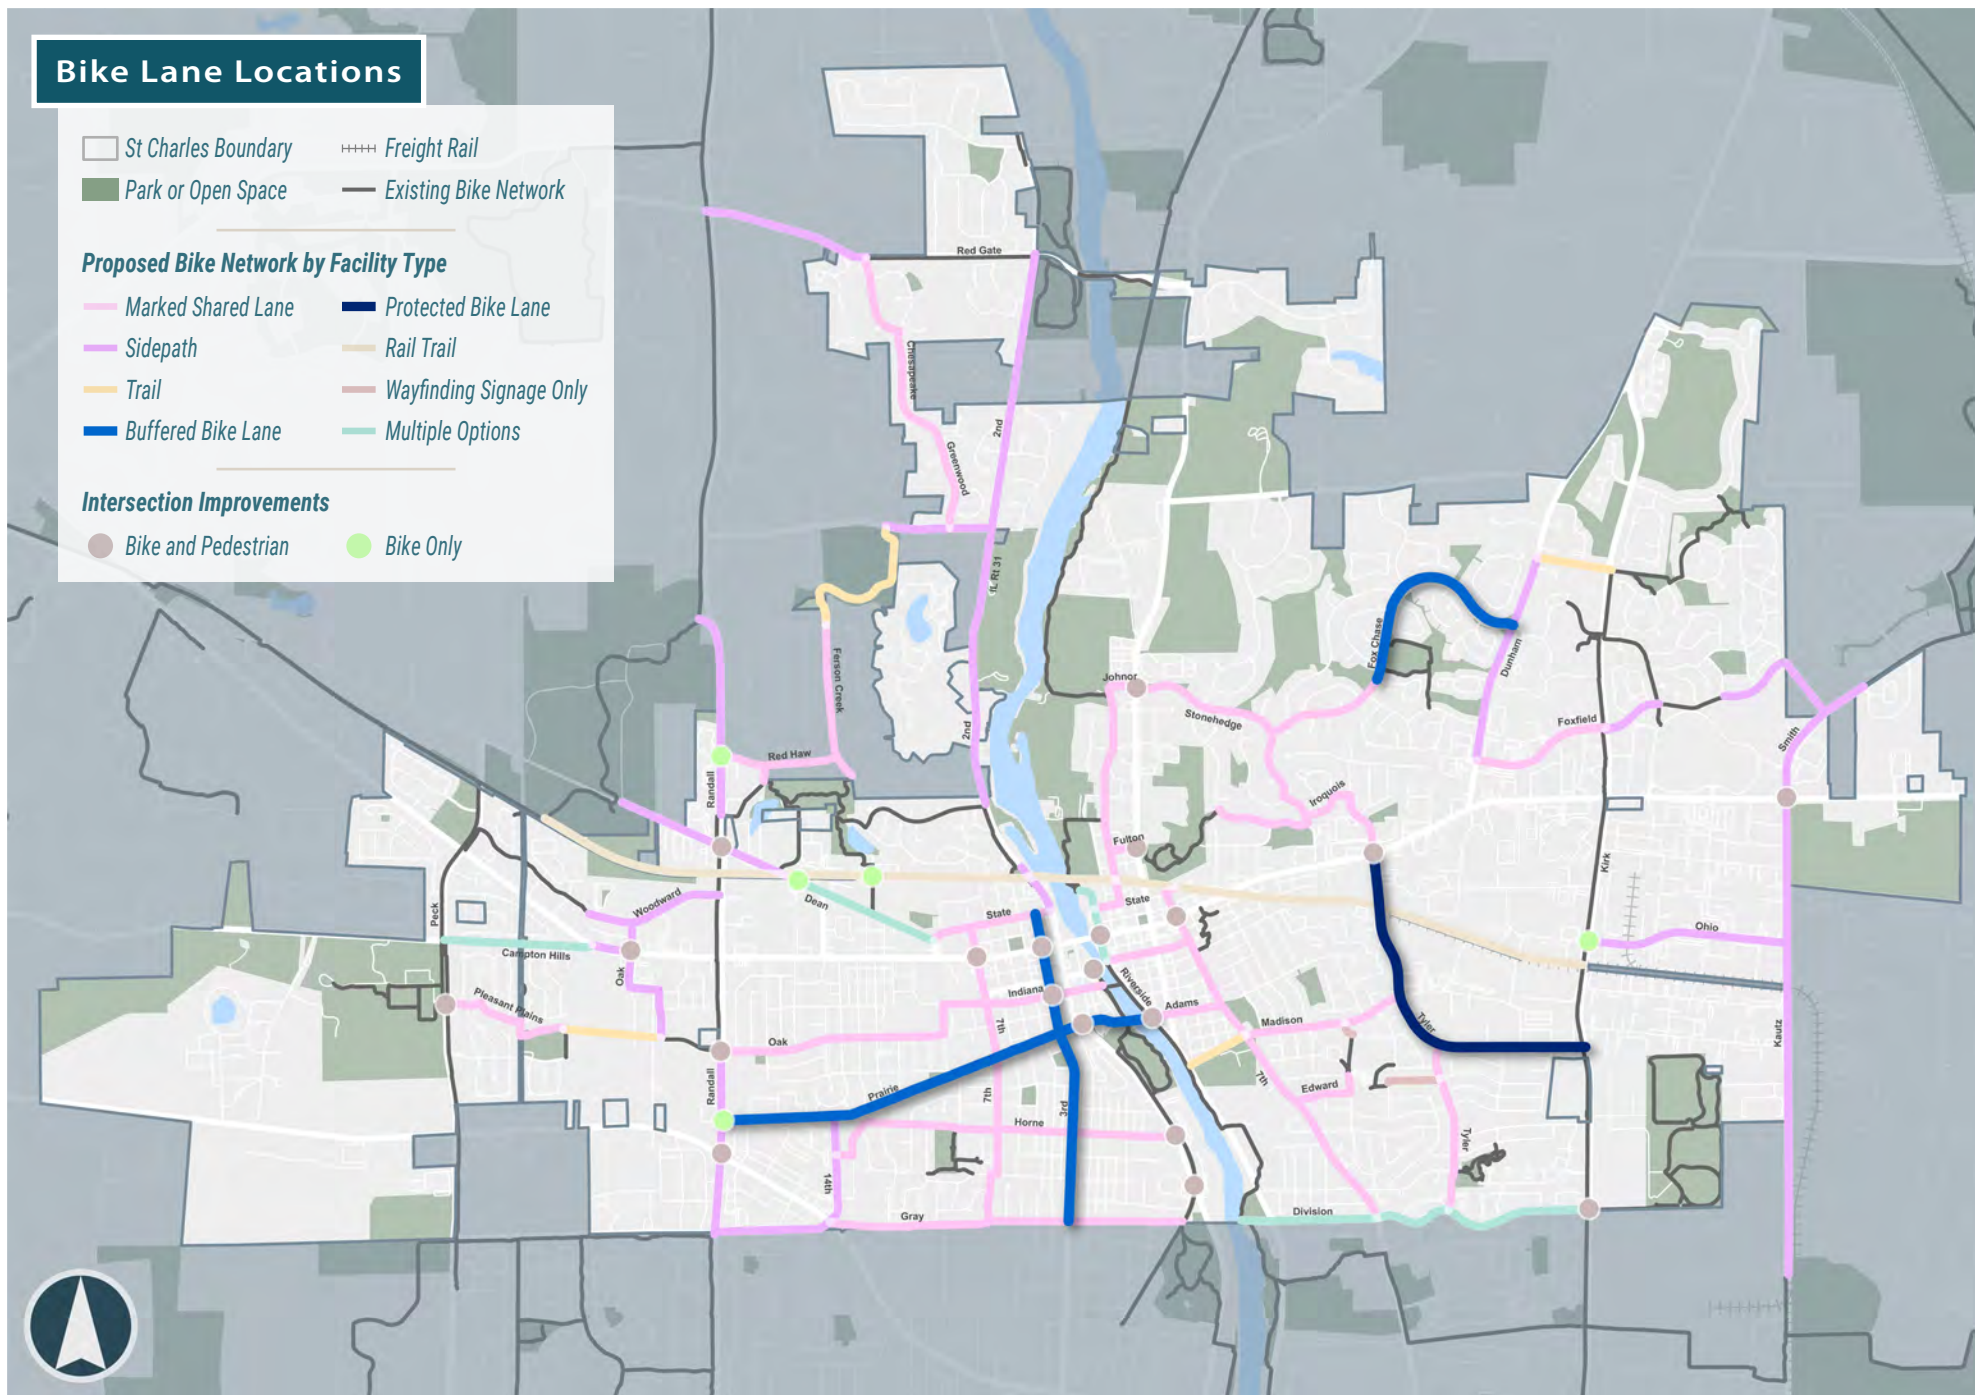 Bike Lane Locations
St Charles Boundary
Freight Rail
Park or Open Space
Existing Bike Network
Proposed Bike Network by Facility Type
Marked Shared Lane
Protected Bike Lane
Sidepath
Rail Trail
Trail
Wayfinding Signage Only
Buffered Bike Lane
Multiple Options
Intersection Improvements
Bike and Pedestrian
Bike Only
Red Gate
Chesapeake
2nd
Greenwood
IL Rt 31
Ferson Creek
Fox Chase
Dunham
Johnor
Stonehedge
Foxfield
2nd
Smith
Red Haw
Randall
Iroquois
Fulton
Kirk
Woodward
Dean
State
State
Peck
Campton Hills
Ohio
Oak
Pleasant Plains
Indiana
Riverside
Adams
Madison
Tyler
7th
Kautz
Oak
Randall
Prairie
7th
3rd
7th
Edward
Horne
Tyler
14th
Gray
Division